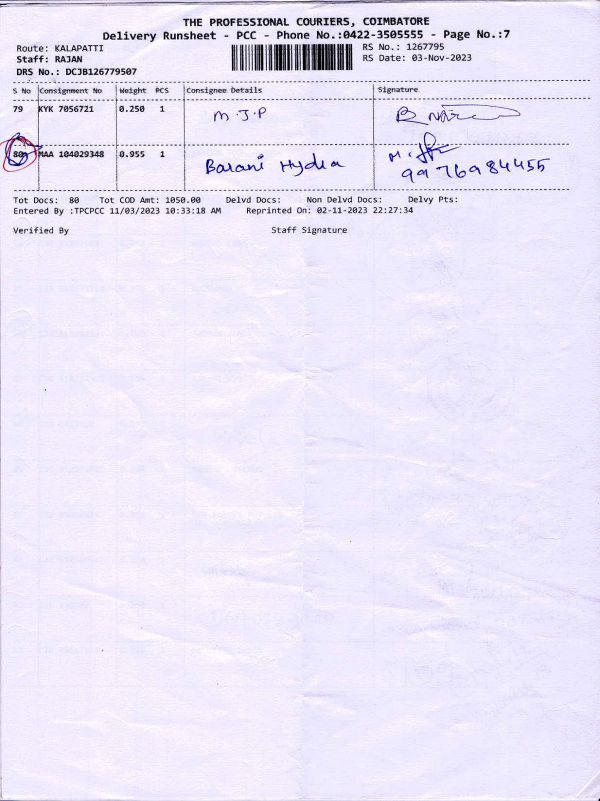 THE PROFESSIONAL COURIERS, COIMBATORE
Delivery Runsheet - PCC - Phone No.:0422-3505555 - Page No.:7
Route: KALAPATTI RS No.: 1267795
Staff: RAJAN RS Date: 03-Nov-2023
DRS No.: DCJB126779507
S No Consignment No Weight PCS Consignee Details Signature
79 KYK 7056721 0.250 1 M.J.P
80 MAA 104029348 0.955 1 Barani Hydra
9976984455
Tot Docs: 80 Tot COD Amt: 1050.00 Delvd Docs: Non Delvd Docs: Delvy Pts:
Entered By :TPCPCC 11/03/2023 10:33:18 AM Reprinted On: 02-11-2023 22:27:34
Verified By Staff Signature